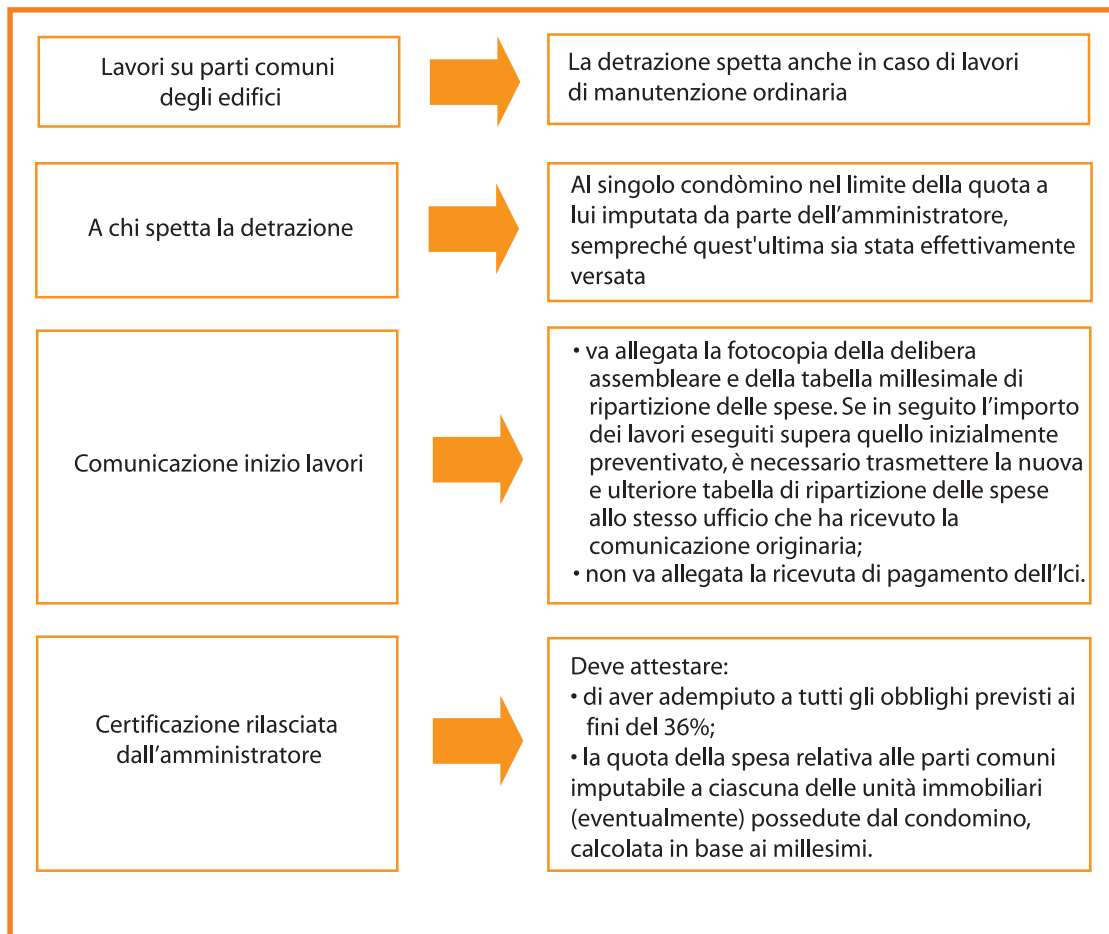 Lavori su parti comuni
degli edifici
La detrazione spetta anche in caso di lavori
di manutenzione ordinaria
A chi spetta la detrazione
Al singolo condòmino nel limite della quota a
lui imputata da parte dell’amministratore,
sempreché quest'ultima sia stata effettivamente
versata
Comunicazione inizio lavori
• va allegata la fotocopia della delibera
assembleare e della tabella millesimale di
ripartizione delle spese. Se in seguito l’importo
dei lavori eseguiti supera quello inizialmente
preventivato, è necessario trasmettere la nuova
e ulteriore tabella di ripartizione delle spese
allo stesso ufficio che ha ricevuto la
comunicazione originaria;
• non va allegata la ricevuta di pagamento dell’Ici.
Certificazione rilasciata
dall’amministratore
Deve attestare:
• di aver adempiuto a tutti gli obblighi previsti ai
fini del 36%;
• la quota della spesa relativa alle parti comuni
imputabile a ciascuna delle unità immobiliari
(eventualmente) possedute dal condomino,
calcolata in base ai millesimi.